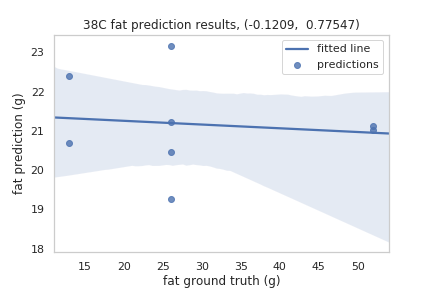 38C fat prediction results, (-0.1209,  0.77547)
fitted line
predictions
fat prediction (g)
23
22
21
20
19
18
15
20
25
30
35
40
45
50
fat ground truth (g)